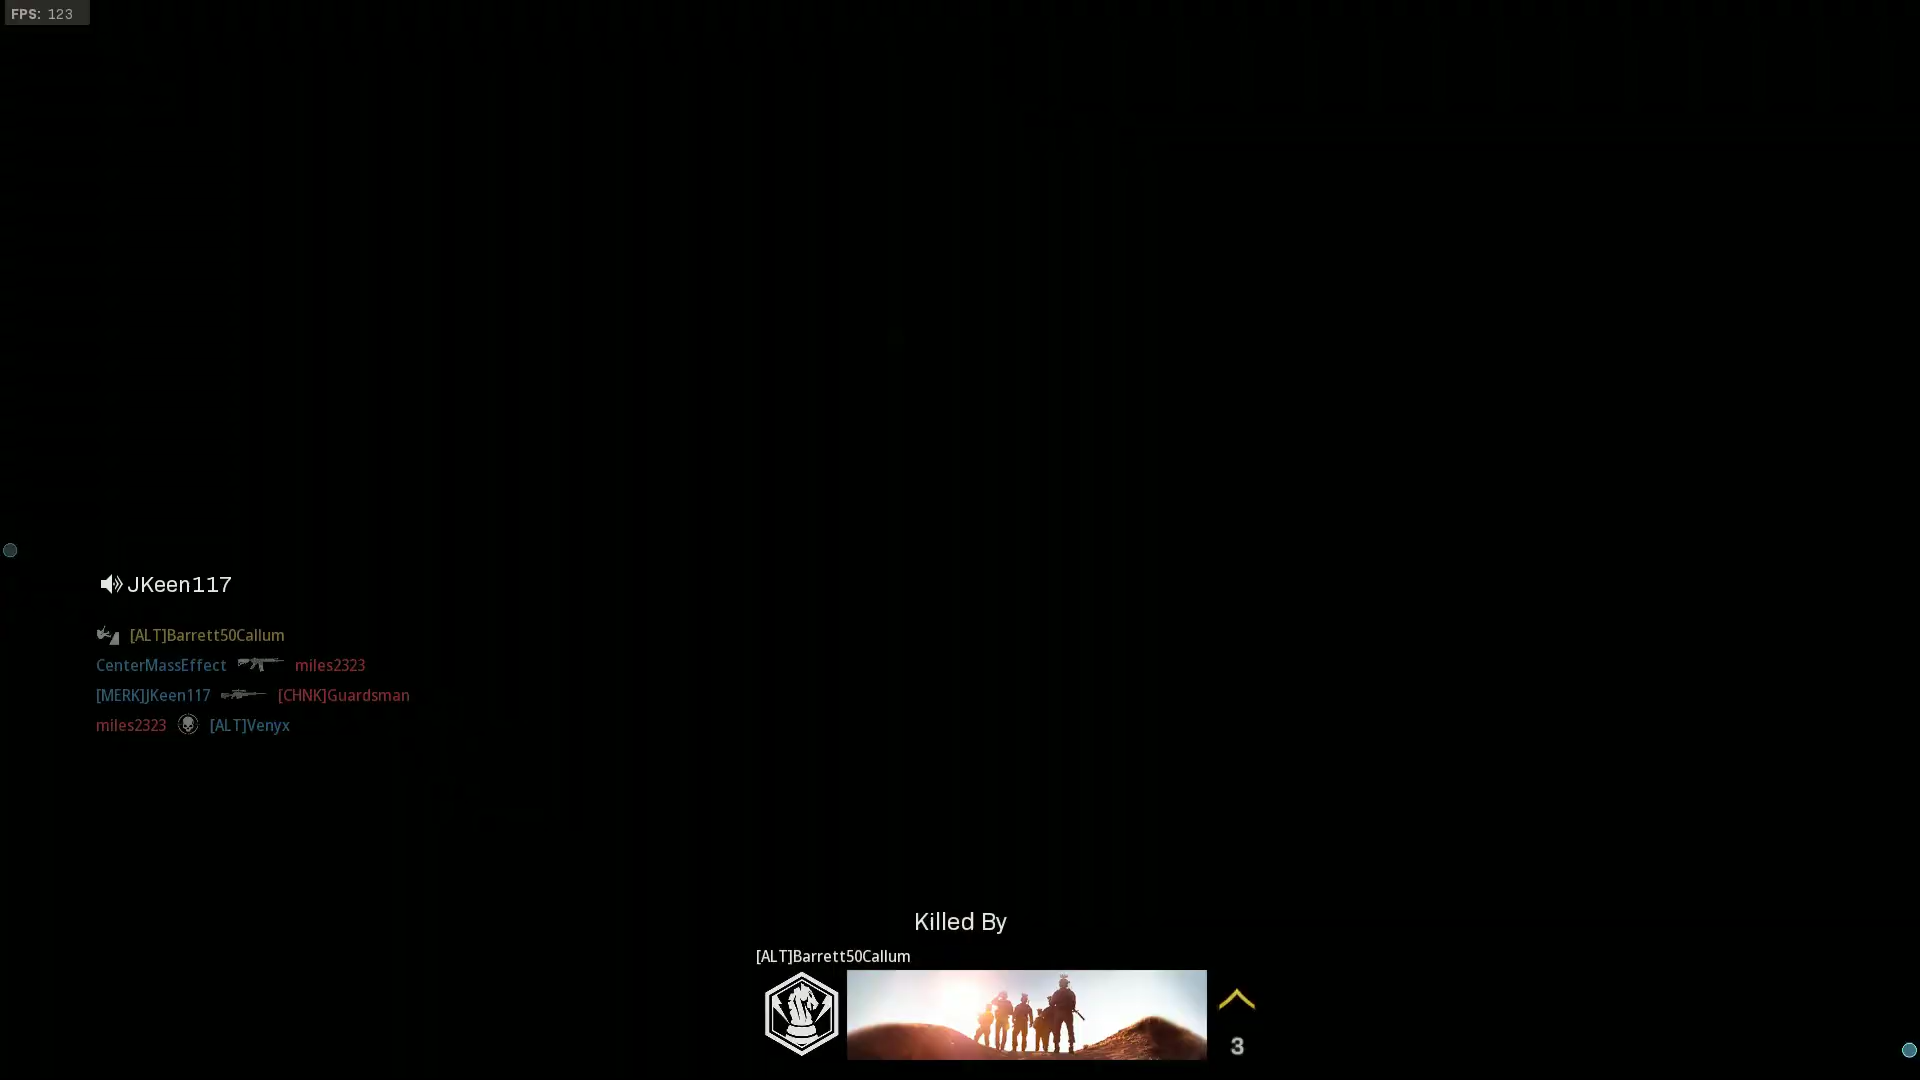 FPS: 123
JKeen117
[ALT]Barrett50Callum
CenterMassEffect miles2323
[MERK]JKeen117 [CHNK]Guardsman
miles2323 [ALT]Venyx
Killed By
[ALT]Barrett50Callum
3